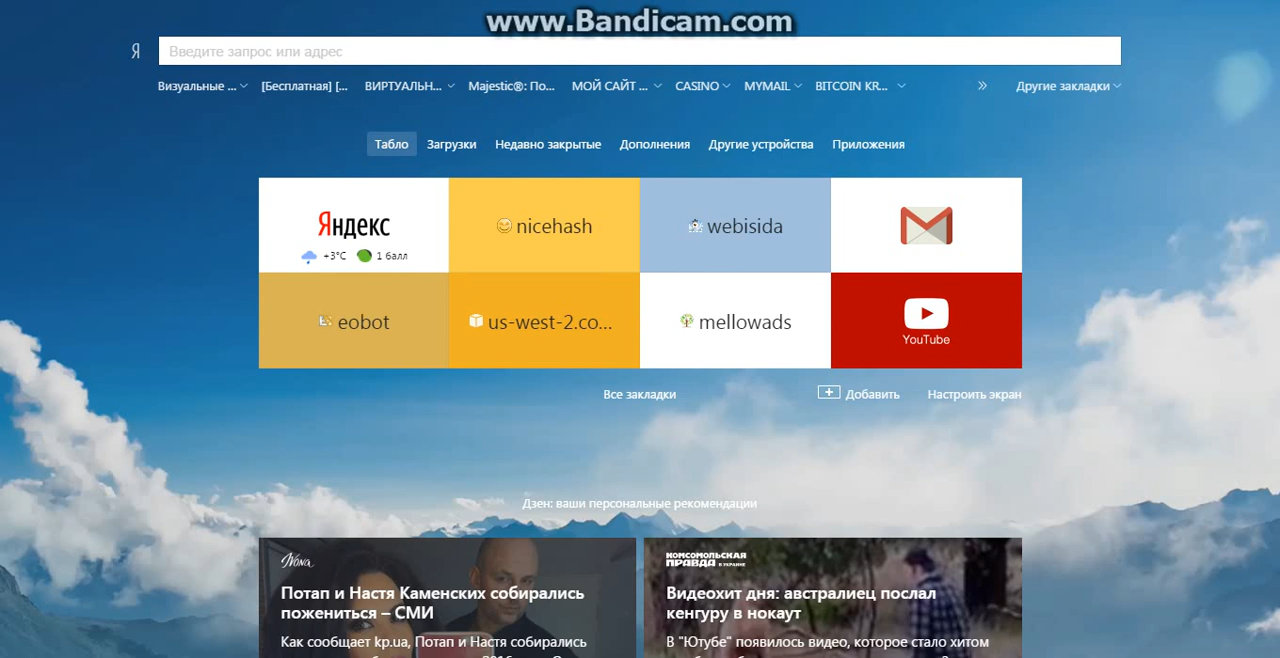 www.Bandicam.com
Я
Введите запрос или адрес
Визуальные ...
[Бесплатная] [...
ВИРТУАЛЬН...
Majestic®: По...
МОЙ САЙТ ...
CASINO
MYMAIL
BITCOIN KR...
»
Другие закладки
Табло
Загрузки
Недавно закрытые
Дополнения
Другие устройства
Приложения
Яндекс
+3°C 1 балл
nicehash
webisida
eobot
us-west-2.co...
mellowads
YouTube
Все закладки
Добавить
Настроить экран
Дзен: ваши персональные рекомендации
Nona
Потап и Настя Каменских собирались
пожениться – СМИ
Как сообщает kp.ua, Потап и Настя собирались
КОМСОМОЛЬСКАЯ
ПРАВДА В УКРАИНЕ
Видеохит дня: австралиец послал
кенгуру в нокаут
В "Ютубе" появилось видео, которое стало хитом